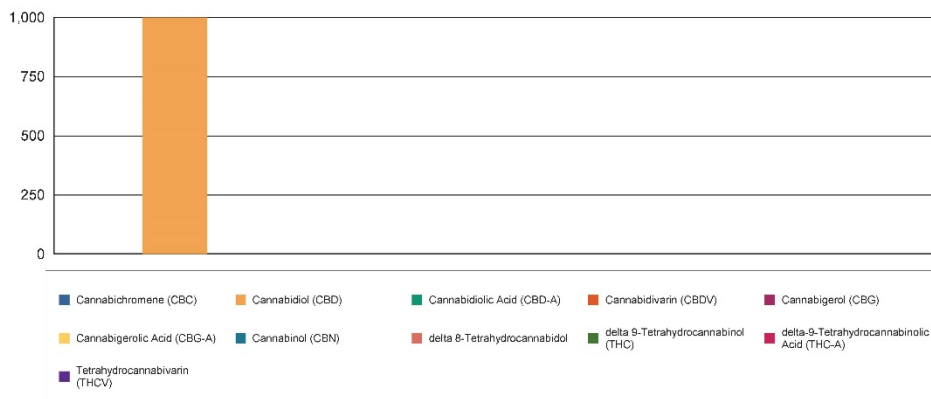 1,000
750
500
250
0
Cannabichromene (CBC)
Cannabidiol (CBD)
Cannabidiolic Acid (CBD-A)
Cannabidivarin (CBDV)
Cannabigerol (CBG)
Cannabigerolic Acid (CBG-A)
Cannabinol (CBN)
delta 8-Tetrahydrocannabidol
delta 9-Tetrahydrocannabinol
(THC)
delta-9-Tetrahydrocannabinolic
Acid (THC-A)
Tetrahydrocannabivarin
(THCV)